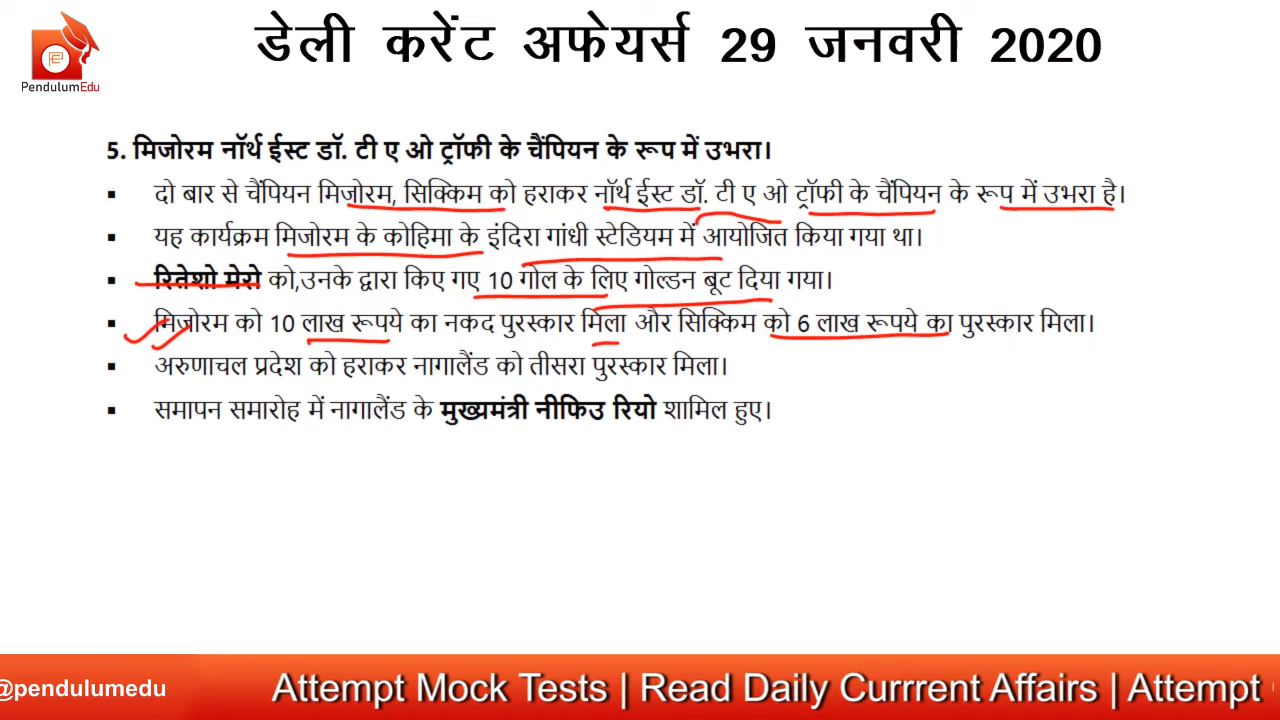 डेली करेंट अफेयर्स 29 जनवरी 2020
PendulumEdu
5. मिजोरम नॉर्थ ईस्ट डॉ. टी ए ओ ट्रॉफी के चैंपियन के रूप में उभरा।
▪ दो बार से चैंपियन मिज़ोरम, सिक्किम को हराकर नॉर्थ ईस्ट डॉ. टी ए ओ ट्रॉफी के चैंपियन के रूप में उभरा है।
▪ यह कार्यक्रम मिजोरम के कोहिमा के इंदिरा गांधी स्टेडियम में आयोजित किया गया था।
▪ रितेशो मेरो को,उनके द्वारा किए गए 10 गोल के लिए गोल्डन बूट दिया गया।
▪ मिजोरम को 10 लाख रूपये का नकद पुरस्कार मिला और सिक्किम को 6 लाख रूपये का पुरस्कार मिला।
▪ अरुणाचल प्रदेश को हराकर नागालैंड को तीसरा पुरस्कार मिला।
▪ समापन समारोह में नागालैंड के मुख्यमंत्री नीफिउ रियो शामिल हुए।
@pendulumedu Attempt Mock Tests | Read Daily Currrent Affairs | Attempt